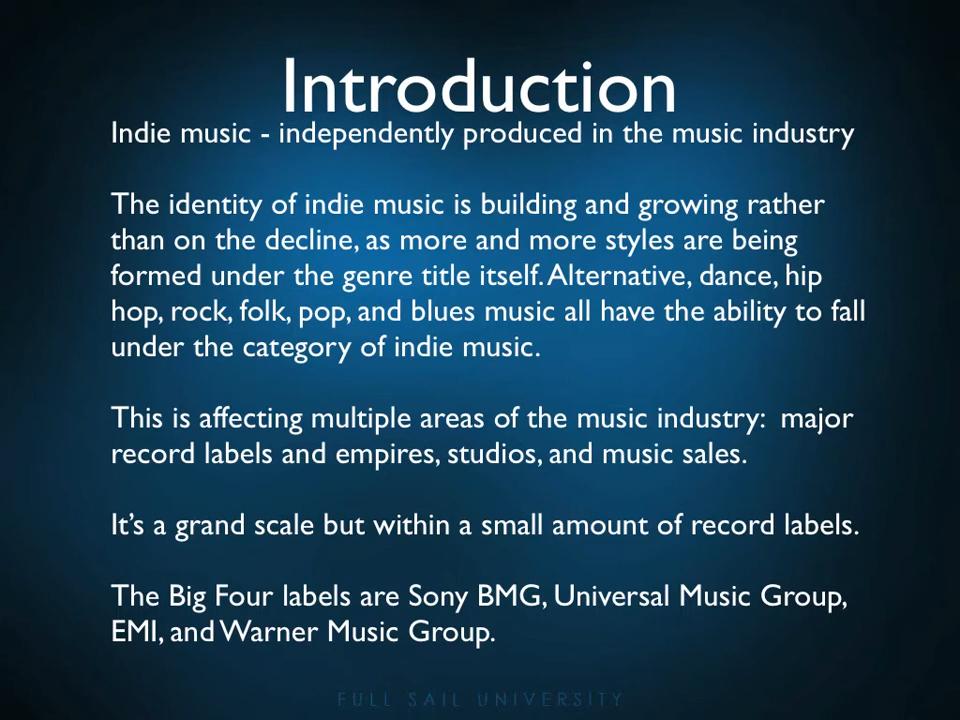 Introduction
Indie music - independently produced in the music industry
The identity of indie music is building and growing rather
than on the decline, as more and more styles are being
formed under the genre title itself. Alternative, dance, hip
hop, rock, folk, pop, and blues music all have the ability to fall
under the category of indie music.
This is affecting multiple areas of the music industry:  major
record labels and empires, studios, and music sales.
It’s a grand scale but within a small amount of record labels.
The Big Four labels are Sony BMG, Universal Music Group,
EMI, and Warner Music Group.
FULL SAIL UNIVERSITY